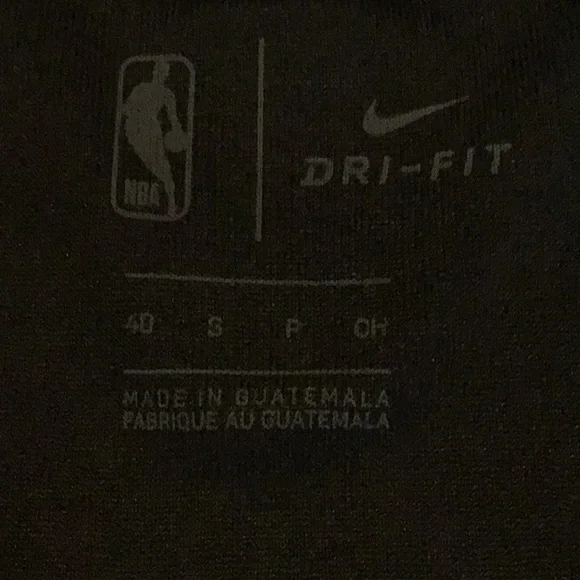 NBA
DRI-FIT
40 S P CH
MADE IN GUATEMALA
FABRIQUE AU GUATEMALA